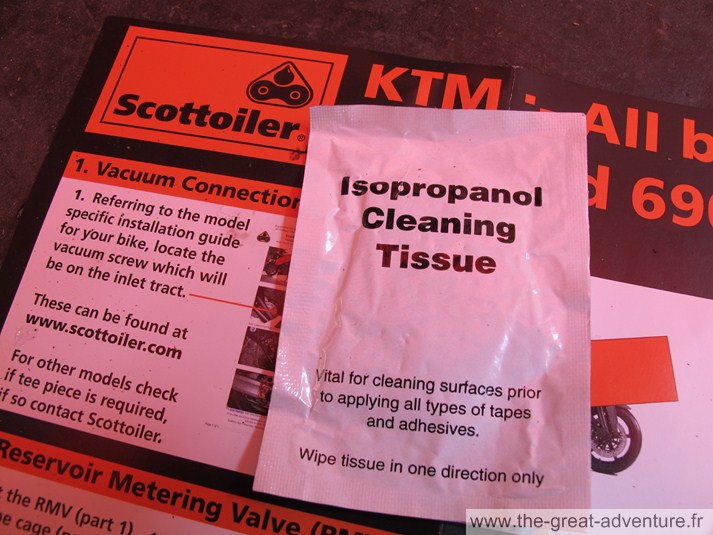 Scottoiler®
KTM : All b
d 690
1. Vacuum Connection
1. Referring to the model
specific installation guide
for your bike, locate the
vacuum screw which will
be on the inlet tract.
These can be found at
www.scottoiler.com
For other models check
if tee piece is required,
if so contact Scottoiler.
Reservoir Metering Valve (RM
t the RMV (part 1)
e cage (p
Isopropanol
Cleaning
Tissue
Vital for cleaning surfaces prior
to applying all types of tapes
and adhesives.
Wipe tissue in one direction only
www.the-great-adventure.fr